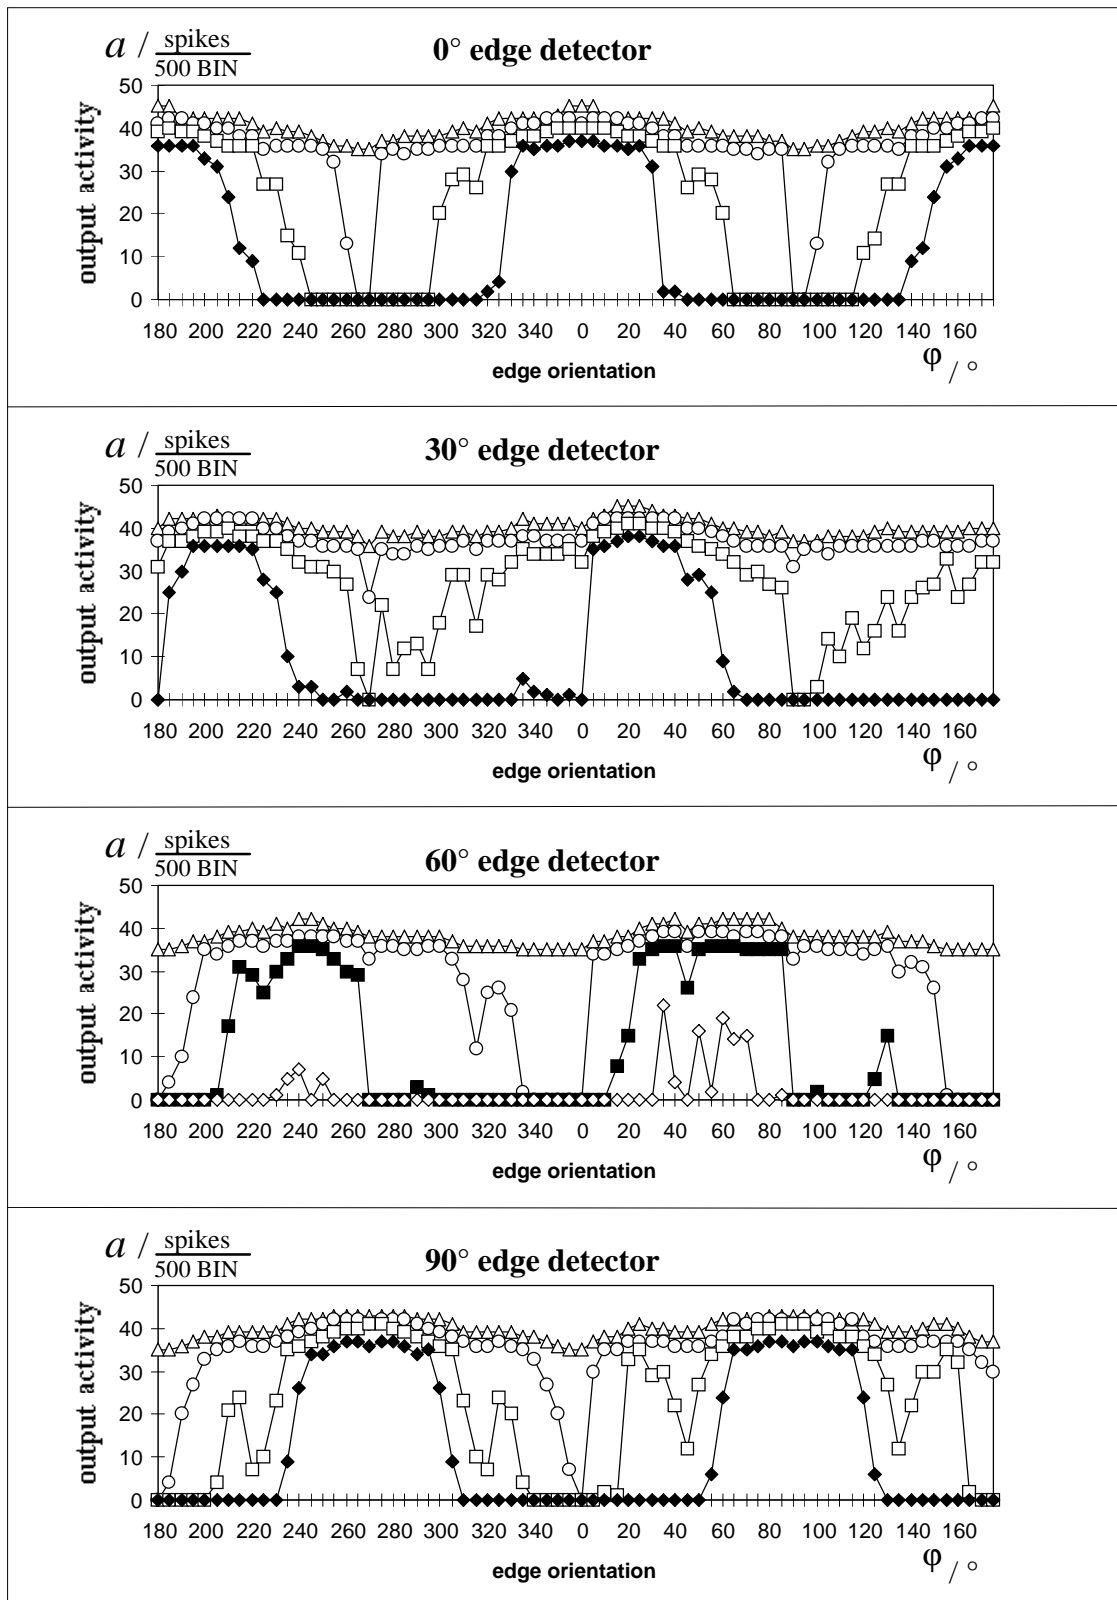 a / spikes
500 BIN
0° edge detector
output activity
50
40
30
20
10
0
180 200 220 240 260 280 300 320 340 0 20 40 60 80 100 120 140 160
φ / °
edge orientation
a / spikes
500 BIN
30° edge detector
output activity
50
40
30
20
10
0
180 200 220 240 260 280 300 320 340 0 20 40 60 80 100 120 140 160
φ / °
edge orientation
a / spikes
500 BIN
60° edge detector
output activity
50
40
30
20
10
0
180 200 220 240 260 280 300 320 340 0 20 40 60 80 100 120 140 160
φ / °
edge orientation
a / spikes
500 BIN
90° edge detector
output activity
50
40
30
20
10
0
180 200 220 240 260 280 300 320 340 0 20 40 60 80 100 120 140 160
φ / °
edge orientation